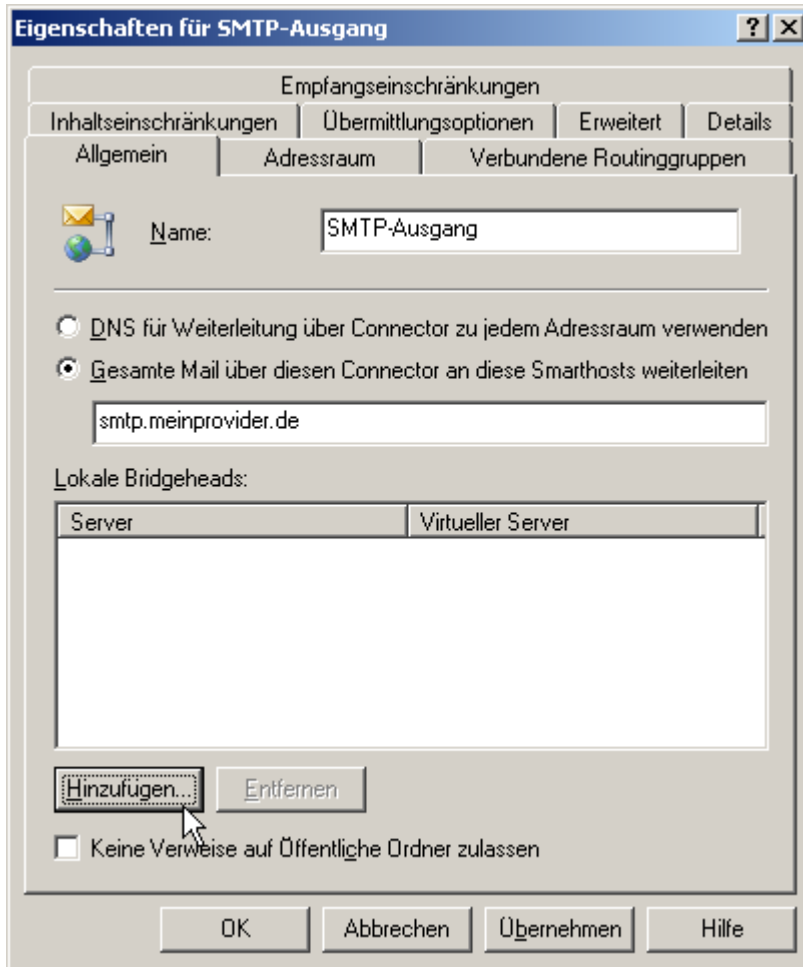 Eigenschaften für SMTP-Ausgang
Empfangseinschränkungen
Inhaltseinschränkungen Übermittlungsoptionen Erweitert Details
Allgemein Adressraum Verbundene Routinggruppen
Name: SMTP-Ausgang
DNS für Weiterleitung über Connector zu jedem Adressraum verwenden
Gesamte Mail über diesen Connector an diese Smarthosts weiterleiten
smtp.meinprovider.de
Lokale Bridgeheads:
Server Virtueller Server
Hinzufügen... Entfernen
Keine Verweise auf Öffentliche Ordner zulassen
OK Abbrechen Übernehmen Hilfe